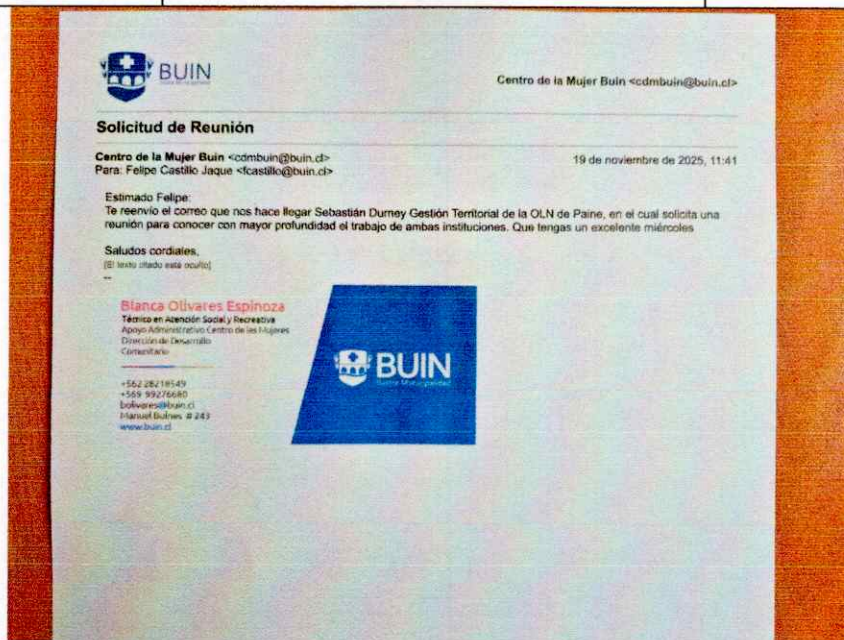 BUIN
Centro de la Mujer Buin <cdmbuin@buin.cl>
Solicitud de Reunión
Centro de la Mujer Buin <cdmbuin@buin.cl>
19 de noviembre de 2025, 11:41
Para: Felipe Castillo Jaque <fcastillo@buin.cl>
Estimado Felipe:
Te reenvío el correo que nos hace llegar Sebastián Durney Gestión Territorial de la OLN de Paine, en el cual solicita una
reunión para conocer con mayor profundidad el trabajo de ambas instituciones. Que tengas un excelente miércoles
Saludos cordiales,
[El texto citado está oculto]
--
Blanca Olivares Espinoza
Técnico en Atención Social y Recreativa
Apoyo Administrativo Centro de las Mujeres
Dirección de Desarrollo
Comunitario
+562 28218549
+569 99276680
bolivares@buin.cl
Manuel Bulnes # 243
www.buin.cl
BUIN
Ilustre Municipalidad